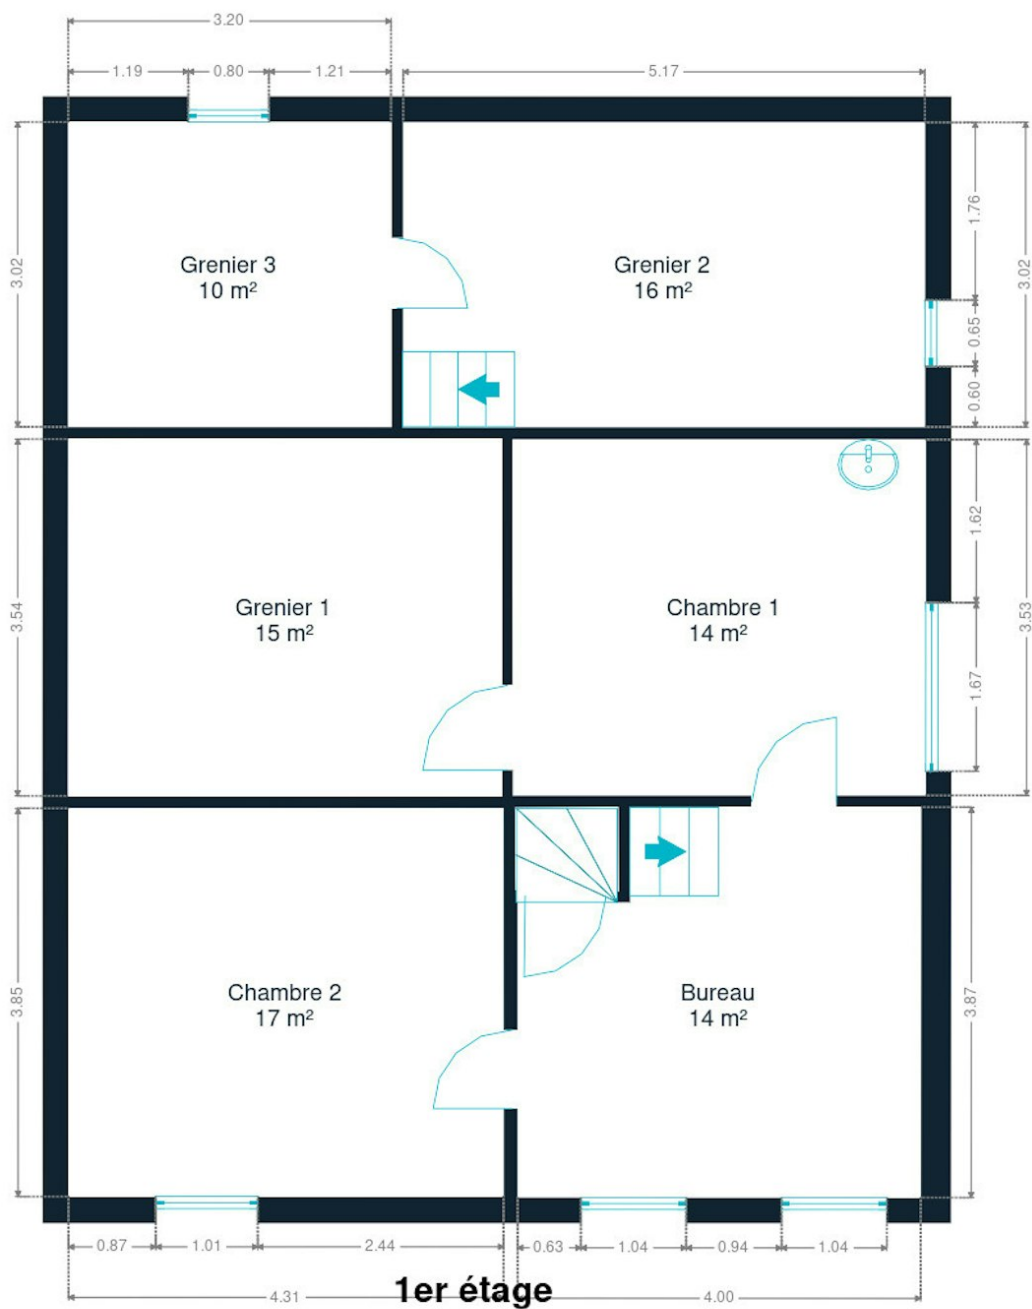 3.20
1.19 0.80 1.21 5.17
Grenier 3
10 m²
Grenier 2
16 m²
3.02
1.76
0.65
0.60
3.02
Grenier 1
15 m²
Chambre 1
14 m²
3.54
1.62
1.67
3.53
Chambre 2
17 m²
Bureau
14 m²
3.85
3.87
0.87 1.01 2.44 0.63 1.04 0.94 1.04
4.31 1er étage 4.00